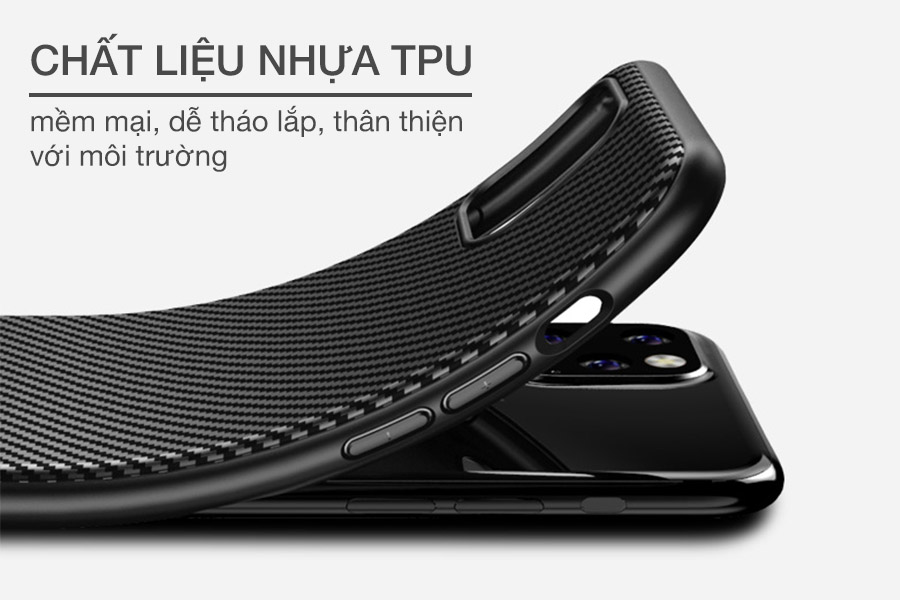 CHẤT LIỆU NHỰA TPU
mềm mại, dễ tháo lắp, thân thiện
với môi trường